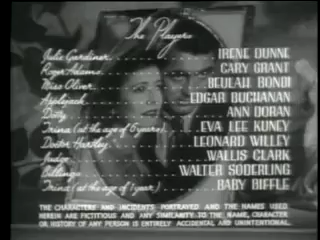 The Players
Julie Gardiner IRENE DUNNE
Roger Adams CARY GRANT
Miss Oliver BEULAH BONDI
Applejack EDGAR BUCHANAN
Dotty ANN DORAN
Trina (at the age of 6 years) EVA LEE KUNEY
Doctor Hartley LEONARD WILLEY
Judge WALLIS CLARK
Billings WALTER SODERLING
Trina (at the age of 1 year) BABY BIFFLE
THE CHARACTERS AND INCIDENTS PORTRAYED AND THE NAMES USED
HEREIN ARE FICTITIOUS AND ANY SIMILARITY TO THE NAME, CHARACTER
OR HISTORY OF ANY PERSON IS ENTIRELY ACCIDENTAL AND UNINTENTIONAL.